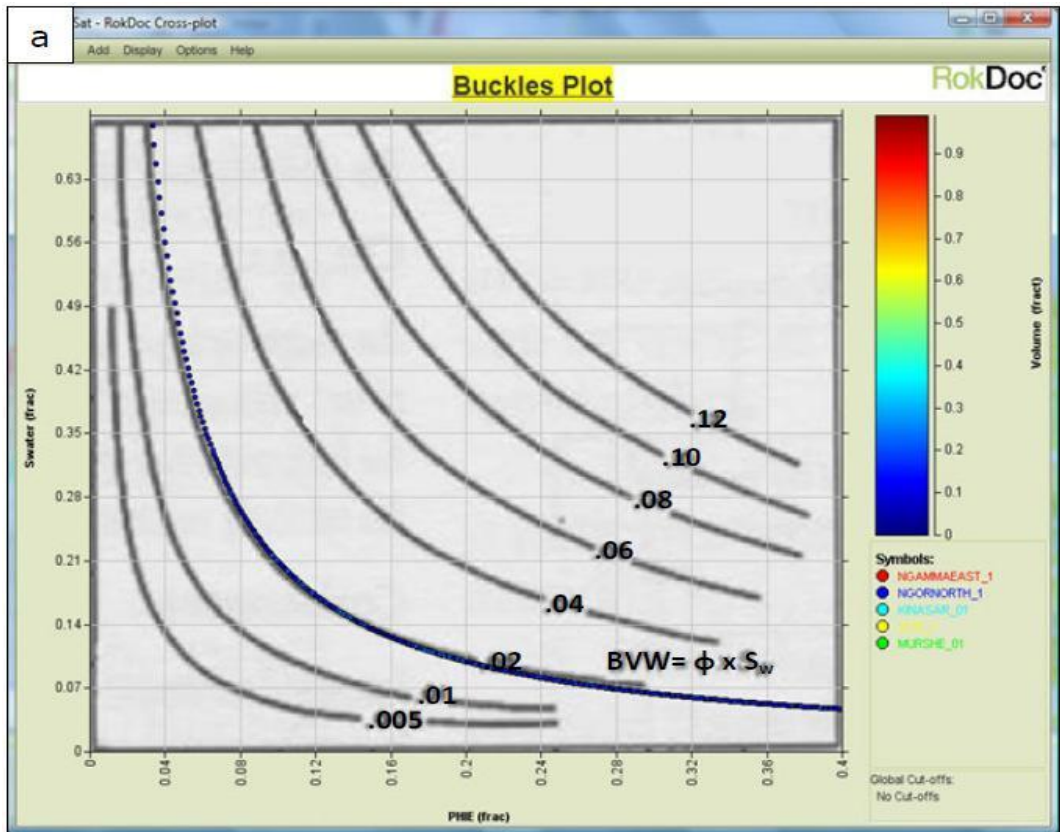 a
Sat - RokDoc Cross-plot
Add Display Options Help
Buckles Plot
RokDoc
Swater (frac)
0.63
0.56
0.49
0.42
0.35
0.28
0.21
0.14
0.07
0
.12
.10
.08
.06
.04
.02
.01
.005
BVW= ϕ x Sw
0 0.04 0.08 0.12 0.16 0.2 0.24 0.28 0.32 0.36 0.4
PHIE (frac)
0.9
0.8
0.7
0.6
0.5
0.4
0.3
0.2
0.1
0
Volume (fract)
Symbols:
NGAMMAEAST_1
NGORNORTH_1
KINASAR_01
MURSHE_01
Global Cut-offs:
No Cut-offs